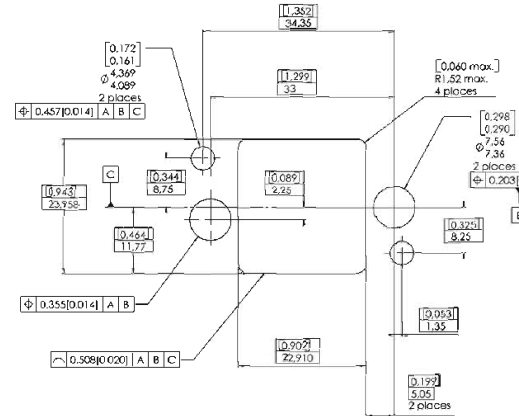 [1.352]
34,35
[0.172
0.161]
⌀ 4,369
4,089
2 places
⌖ 0.457[0.014] A B C
[1.299]
33
[0.060 max.]
R1,52 max.
4 places
[0.298
0.290]
⌀ 7,56
7,36
2 places
⌖ 0.203[
[0.943]
23,958
C
[0.344]
8,75
[0.089]
2,25
[0.464]
11,77
[0.325]
8,25
⌖ 0.355[0.014] A B
[0.053]
1,35
⌓ 0.508[0.020] A B C
[0.902]
22,910
[0.199]
5,05
2 places